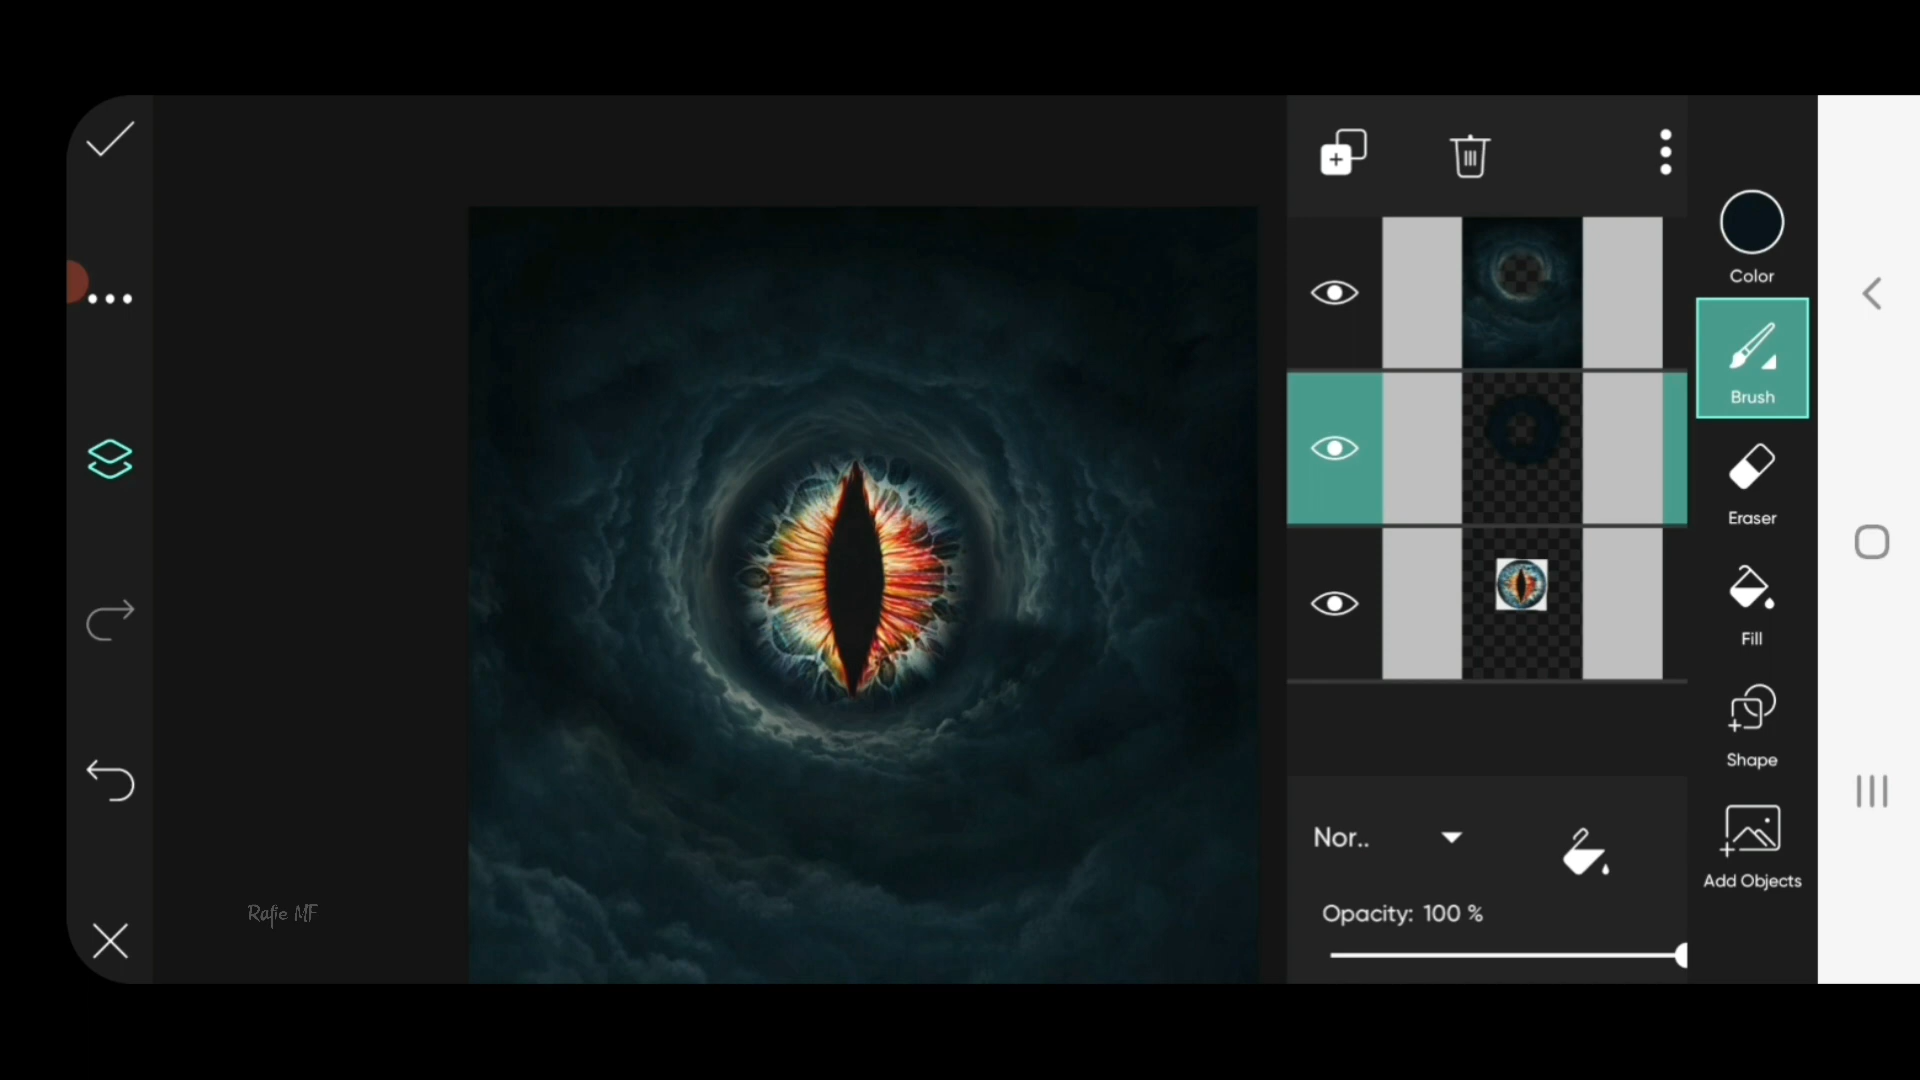 Color
Brush
Eraser
Fill
Shape
Add Objects
Nor..
Opacity: 100 %
Rafie MF